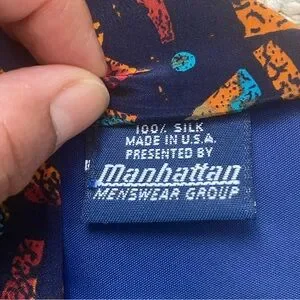 100% SILK
MADE IN U.S.A.
PRESENTED BY
Manhattan
MENSWEAR GROUP